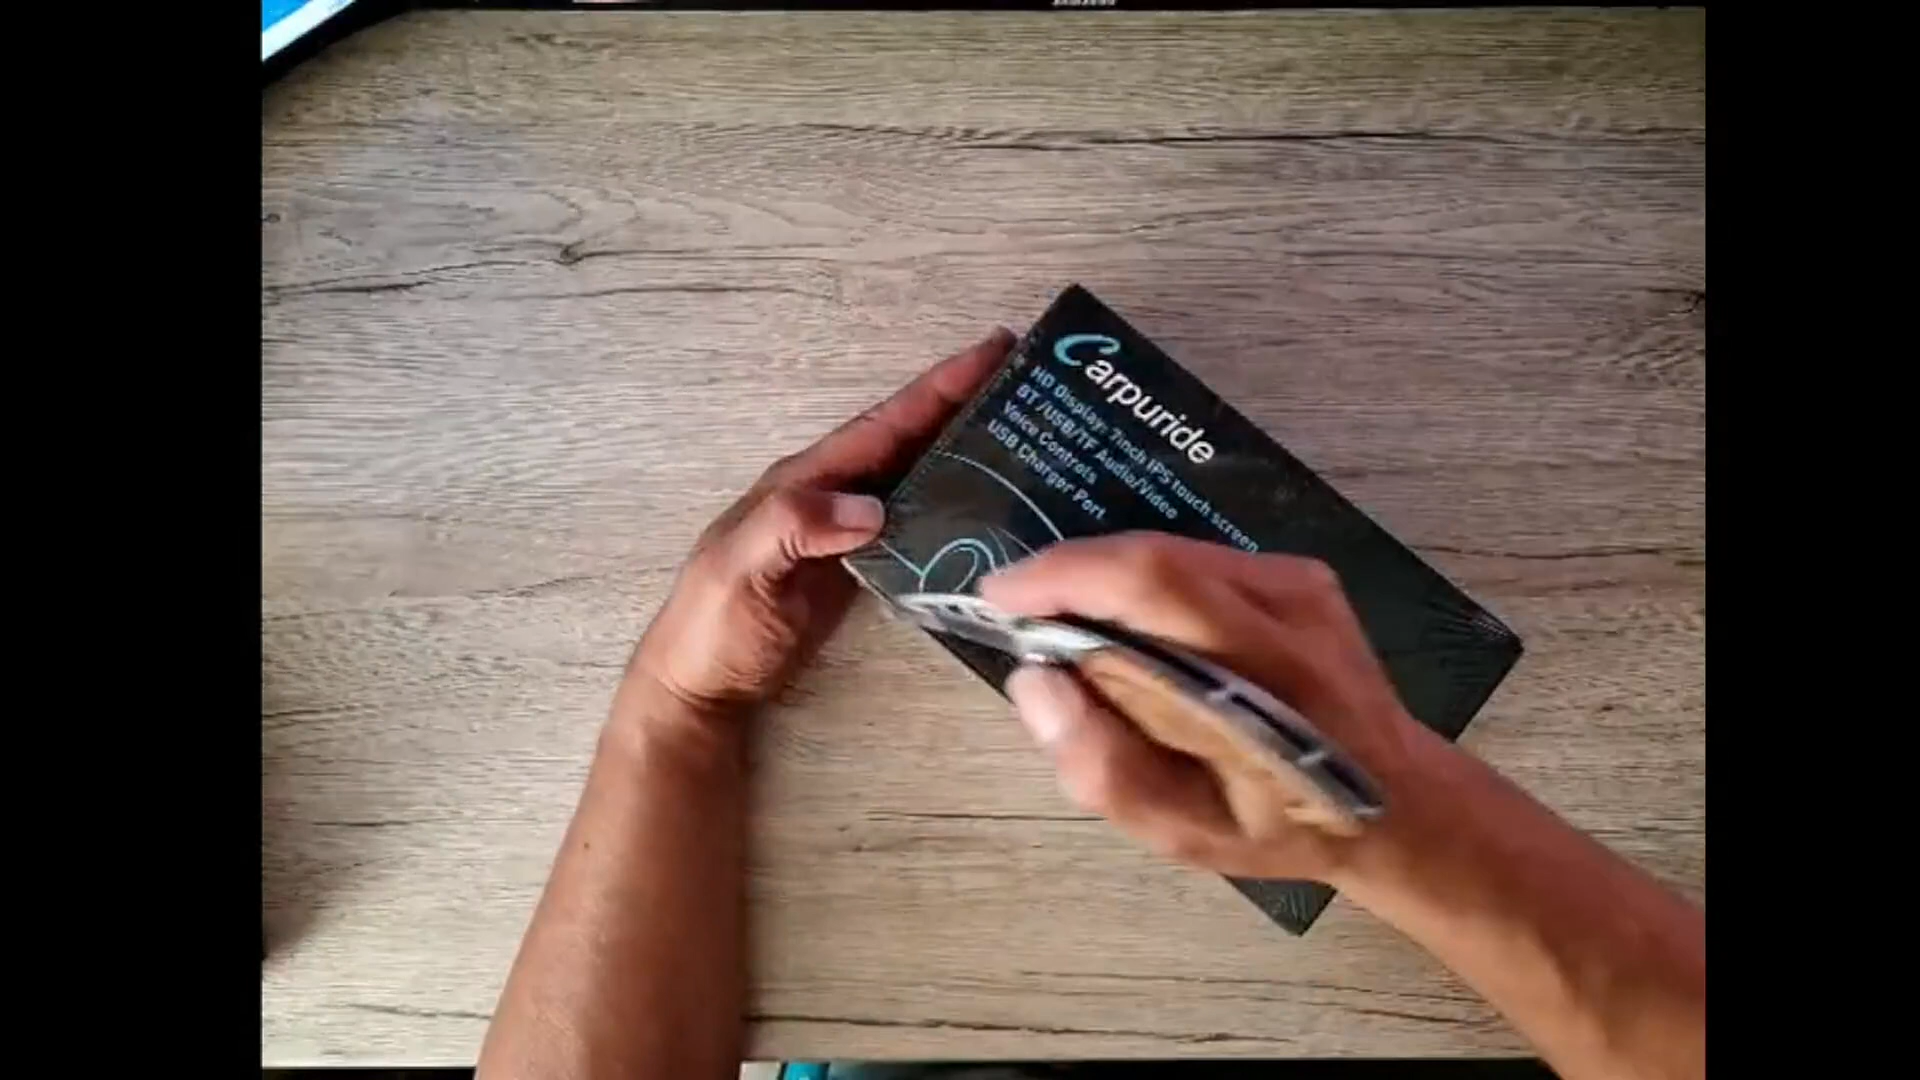 Carpuride
HD Display: 7inch IPS touch screen
BT/USB/TF Audio/Video
Voice Controls
USB Charger Port